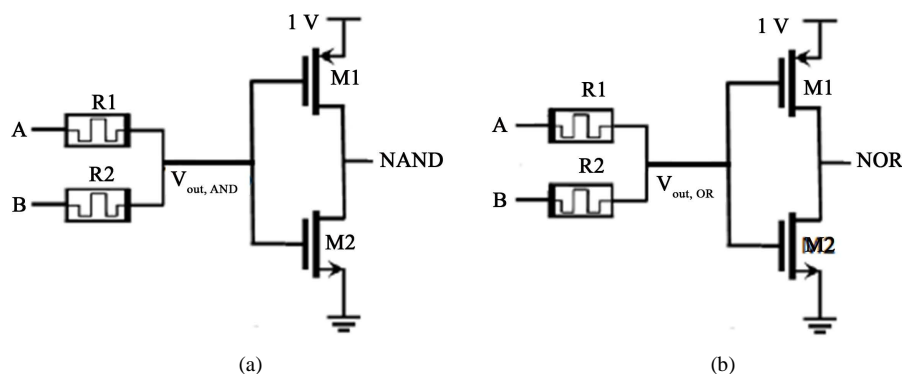 1 V
M1
R1
A
R2
NAND
V out, AND
B
M2
(a)
1 V
M1
R1
A
R2
NOR
V out, OR
B
M2
(b)